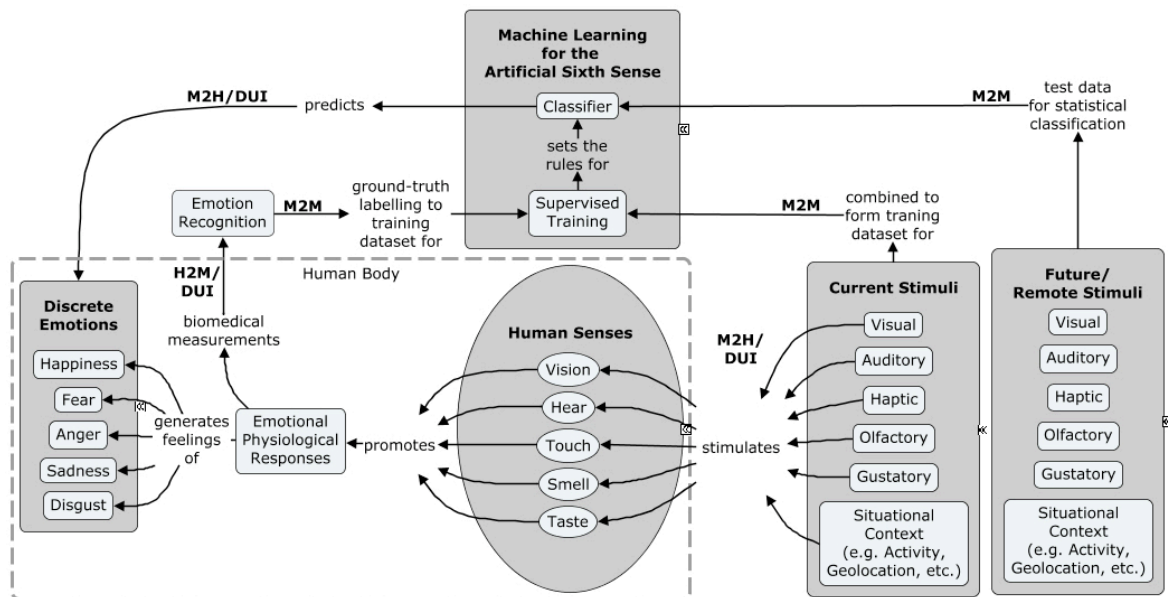 Machine Learning
for the
Artificial Sixth Sense
M2H/DUI
predicts
Classifier
M2M
test data
for statistical
classification
sets the
rules for
Emotion
Recognition
M2M
ground-truth
labelling to
training
dataset for
Supervised
Training
M2M
combined to
form traning
dataset for
H2M/
DUI
Human Body
Discrete
Emotions
Happiness
Fear
Anger
Sadness
Disgust
biomedical
measurements
generates
feelings
of
Emotional
Physiological
Responses
promotes
Human Senses
Vision
Hear
Touch
Smell
Taste
M2H/
DUI
stimulates
Current Stimuli
Visual
Auditory
Haptic
Olfactory
Gustatory
Situational
Context
(e.g. Activity,
Geolocation, etc.)
Future/
Remote Stimuli
Visual
Auditory
Haptic
Olfactory
Gustatory
Situational
Context
(e.g. Activity,
Geolocation, etc.)